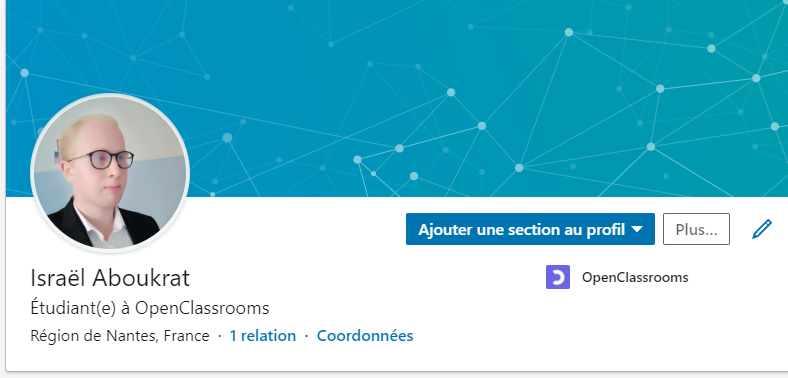 Ajouter une section au profil
Plus...
Israël Aboukrat
OpenClassrooms
Étudiant(e) à OpenClassrooms
Région de Nantes, France · 1 relation · Coordonnées